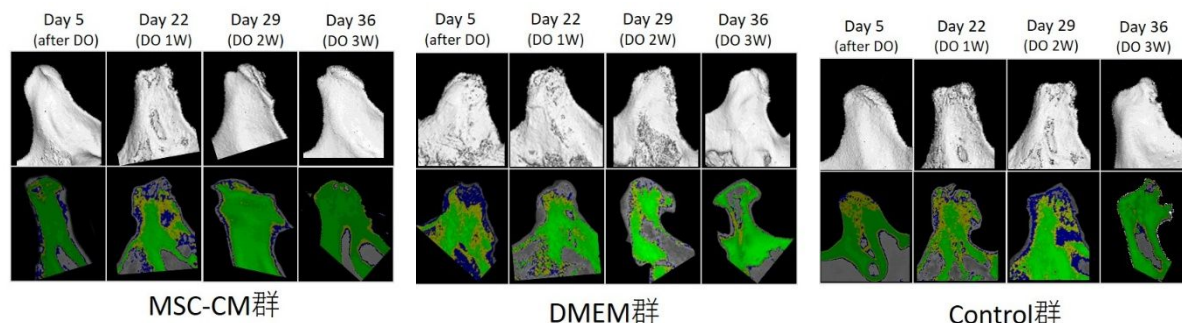 Day 5 Day 22 Day 29 Day 36
(after DO) (DO 1W) (DO 2W) (DO 3W)
MSC-CM群
Day 5 Day 22 Day 29 Day 36
(after DO) (DO 1W) (DO 2W) (DO 3W)
DMEM群
Day 5 Day 22 Day 29 Day 36
(after DO) (DO 1W) (DO 2W) (DO 3W)
Control群